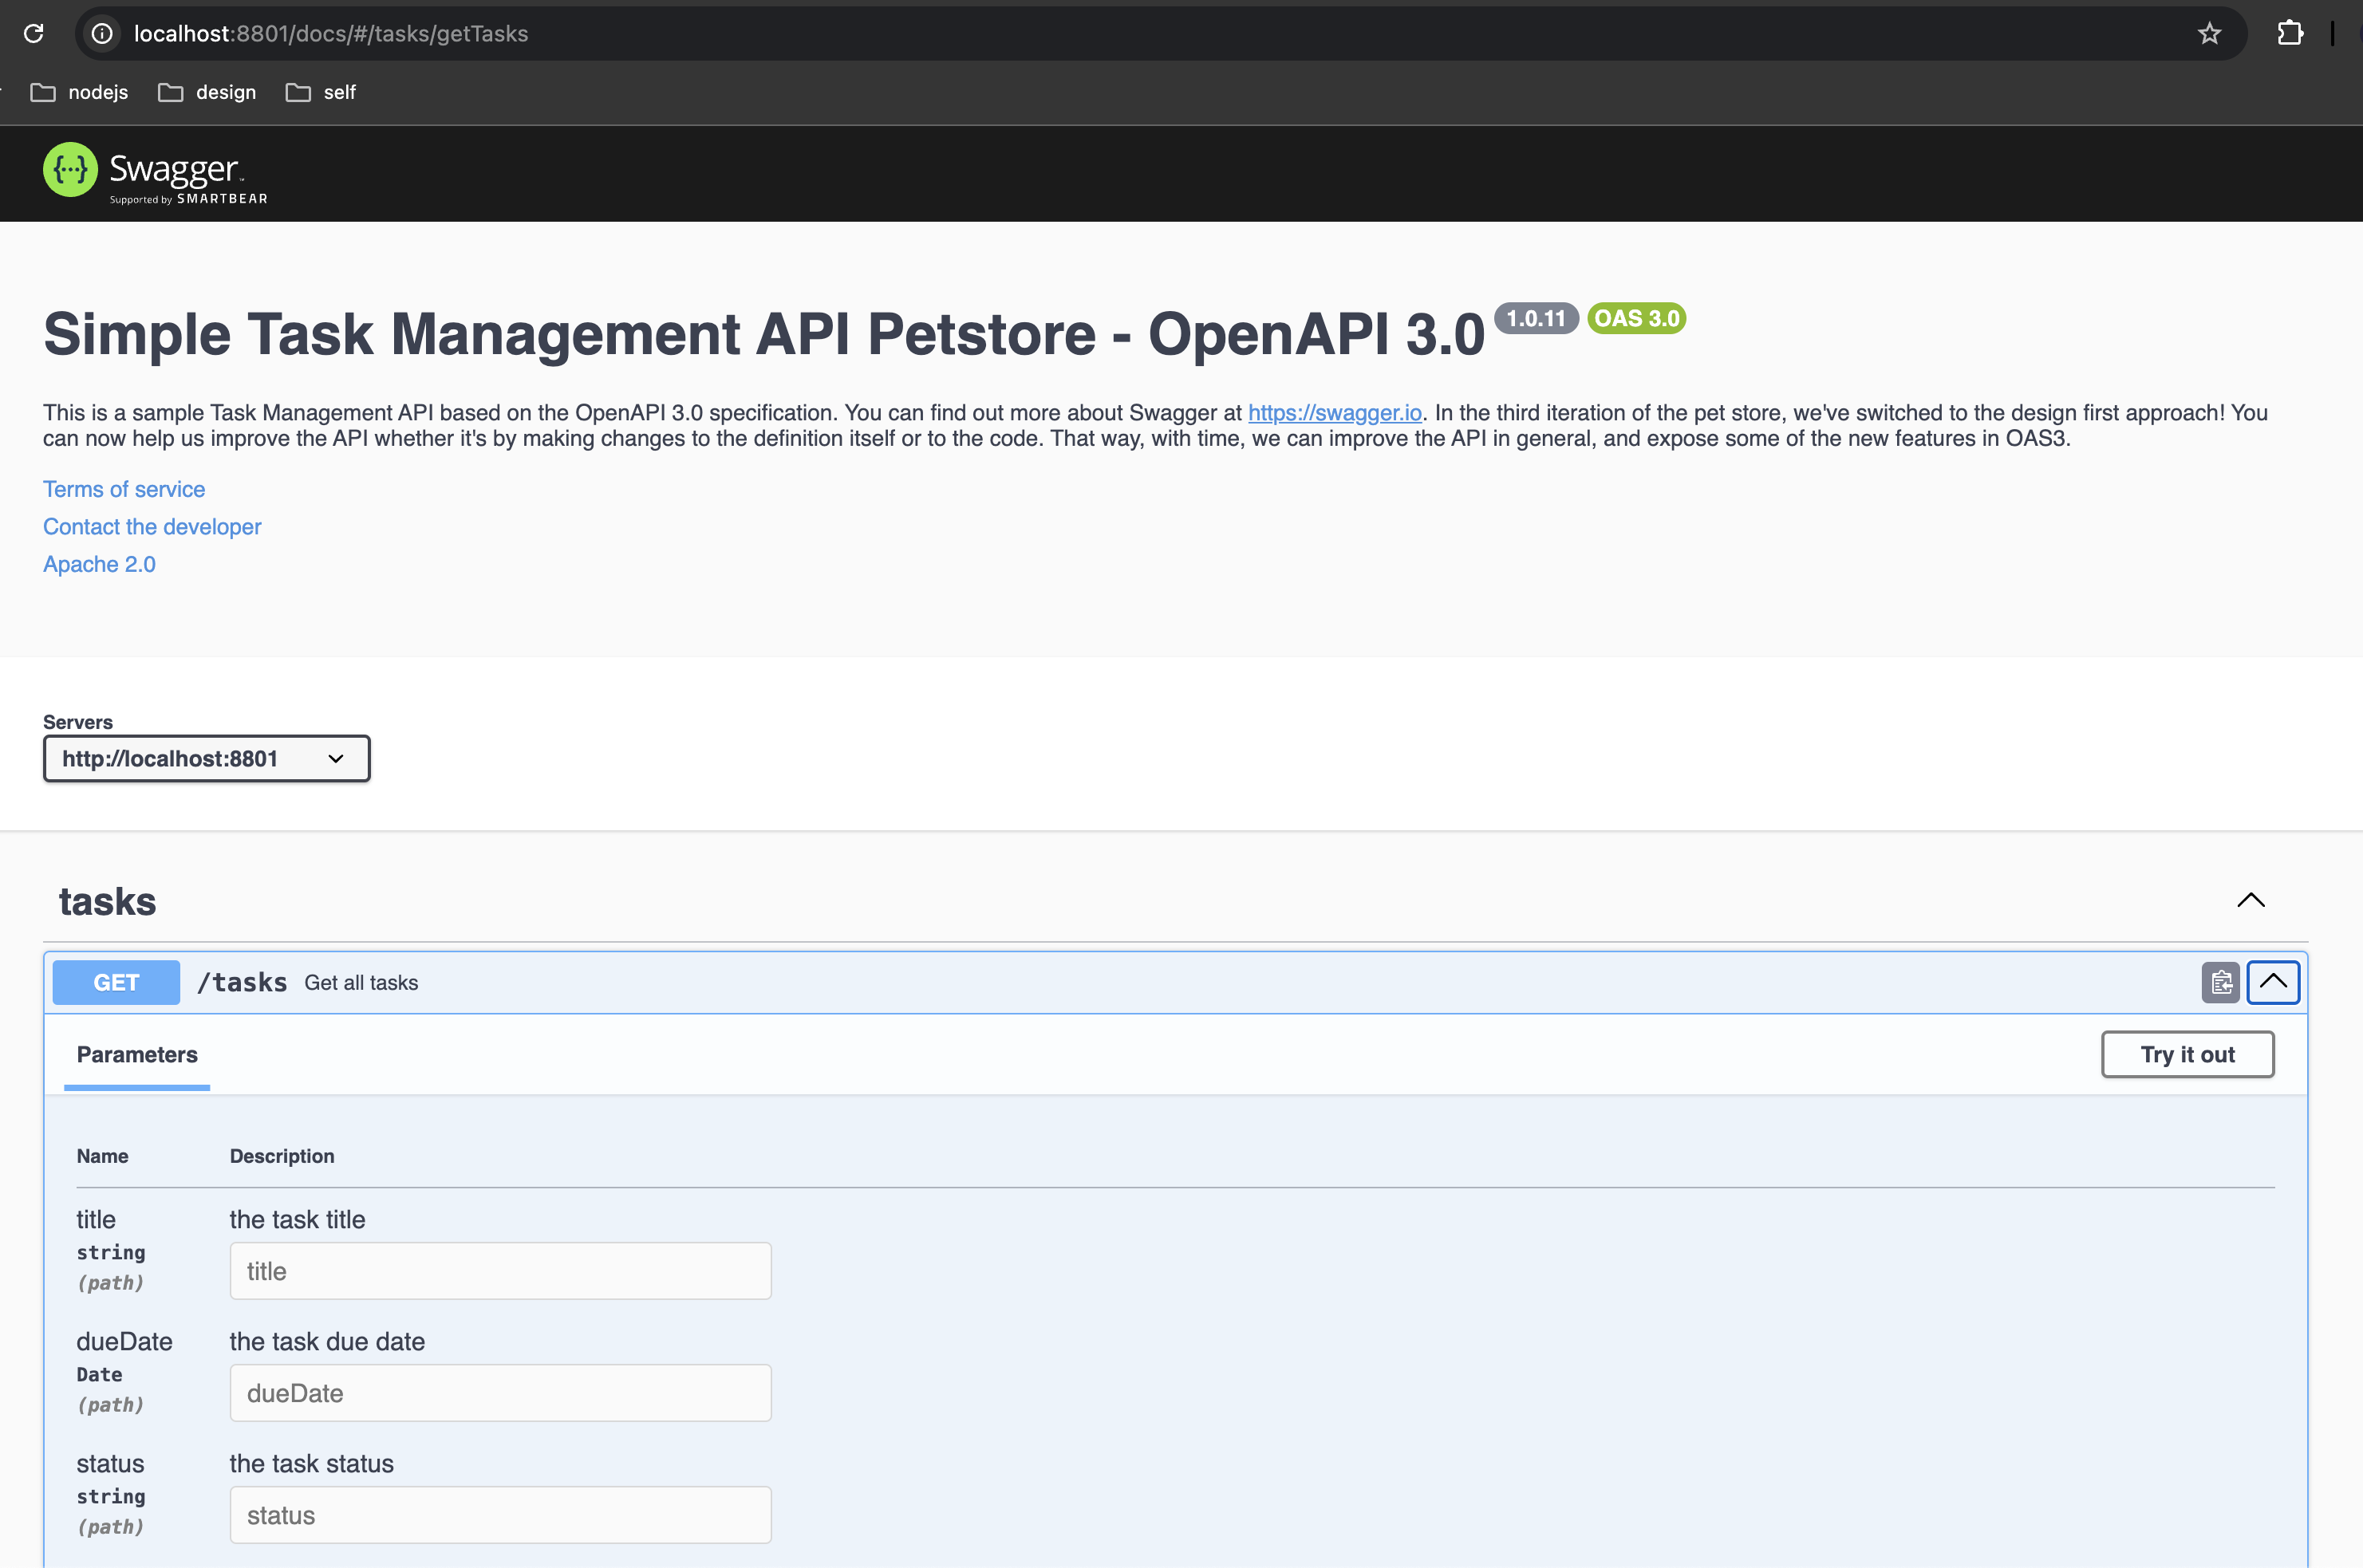 localhost:8801/docs/#/tasks/getTasks
nodejs design self
Swagger
Supported by SMARTBEAR
Simple Task Management API Petstore - OpenAPI 3.0 1.0.11 OAS 3.0
This is a sample Task Management API based on the OpenAPI 3.0 specification. You can find out more about Swagger at https://swagger.io. In the third iteration of the pet store, we've switched to the design first approach! You
can now help us improve the API whether it's by making changes to the definition itself or to the code. That way, with time, we can improve the API in general, and expose some of the new features in OAS3.
Terms of service
Contact the developer
Apache 2.0
Servers
http://localhost:8801
tasks
GET /tasks Get all tasks
Parameters Try it out
Name Description
title the task title
string
title
(path)
dueDate the task due date
Date
dueDate
(path)
status the task status
string
status
(path)